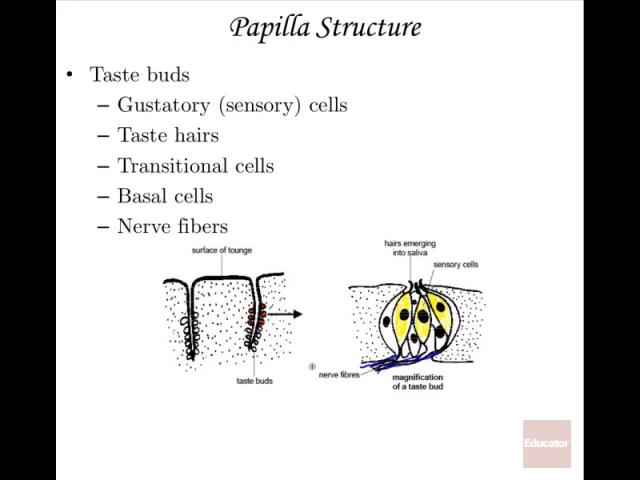 Papilla Structure
• Taste buds
– Gustatory (sensory) cells
– Taste hairs
– Transitional cells
– Basal cells
– Nerve fibers
surface of tounge
taste buds
hairs emerging
into saliva
sensory cells
nerve fibres
magnification
of a taste bud
Educator